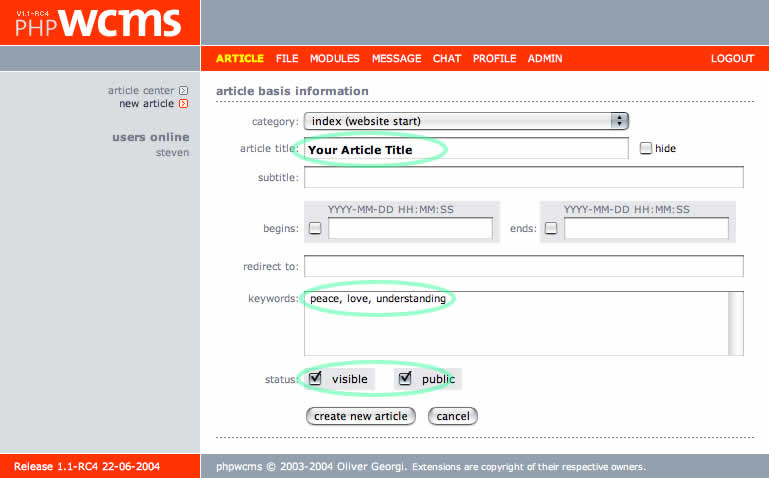 V1.1-RC4
PHPWCMS
ARTICLE FILE MODULES MESSAGE CHAT PROFILE ADMIN LOGOUT
article center
new article
users online
steven
article basis information
category: index (website start)
article title: Your Article Title hide
subtitle:
YYYY-MM-DD HH:MM:SS YYYY-MM-DD HH:MM:SS
begins: ends:
redirect to:
keywords: peace, love, understanding
status: visible public
create new article cancel
Release 1.1-RC4 22-06-2004 phpwcms © 2003-2004 Oliver Georgi. Extensions are copyright of their respective owners.